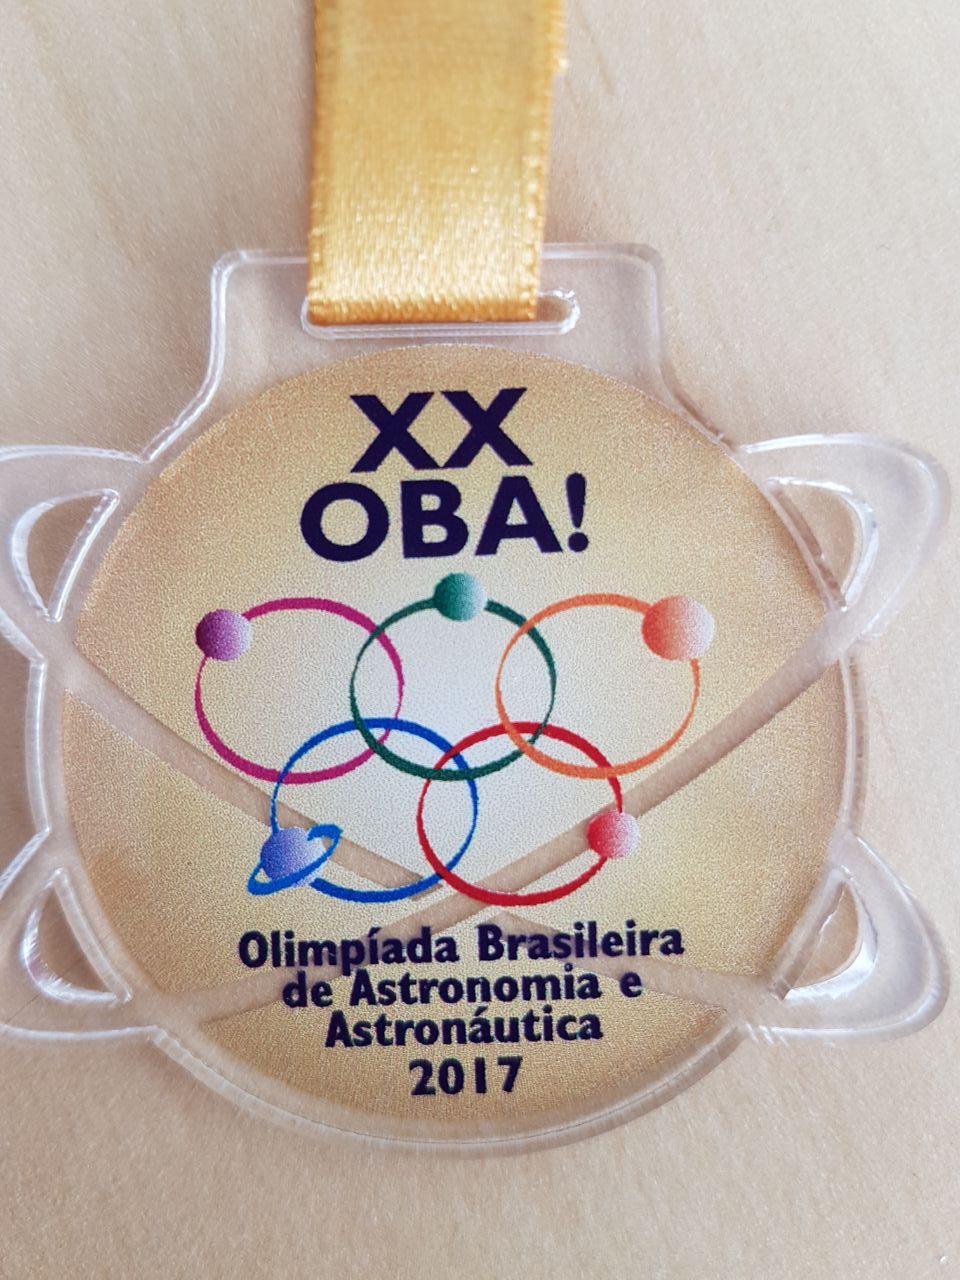 XX
OBA!
Olimpíada Brasileira
de Astronomia e
Astronáutica
2017